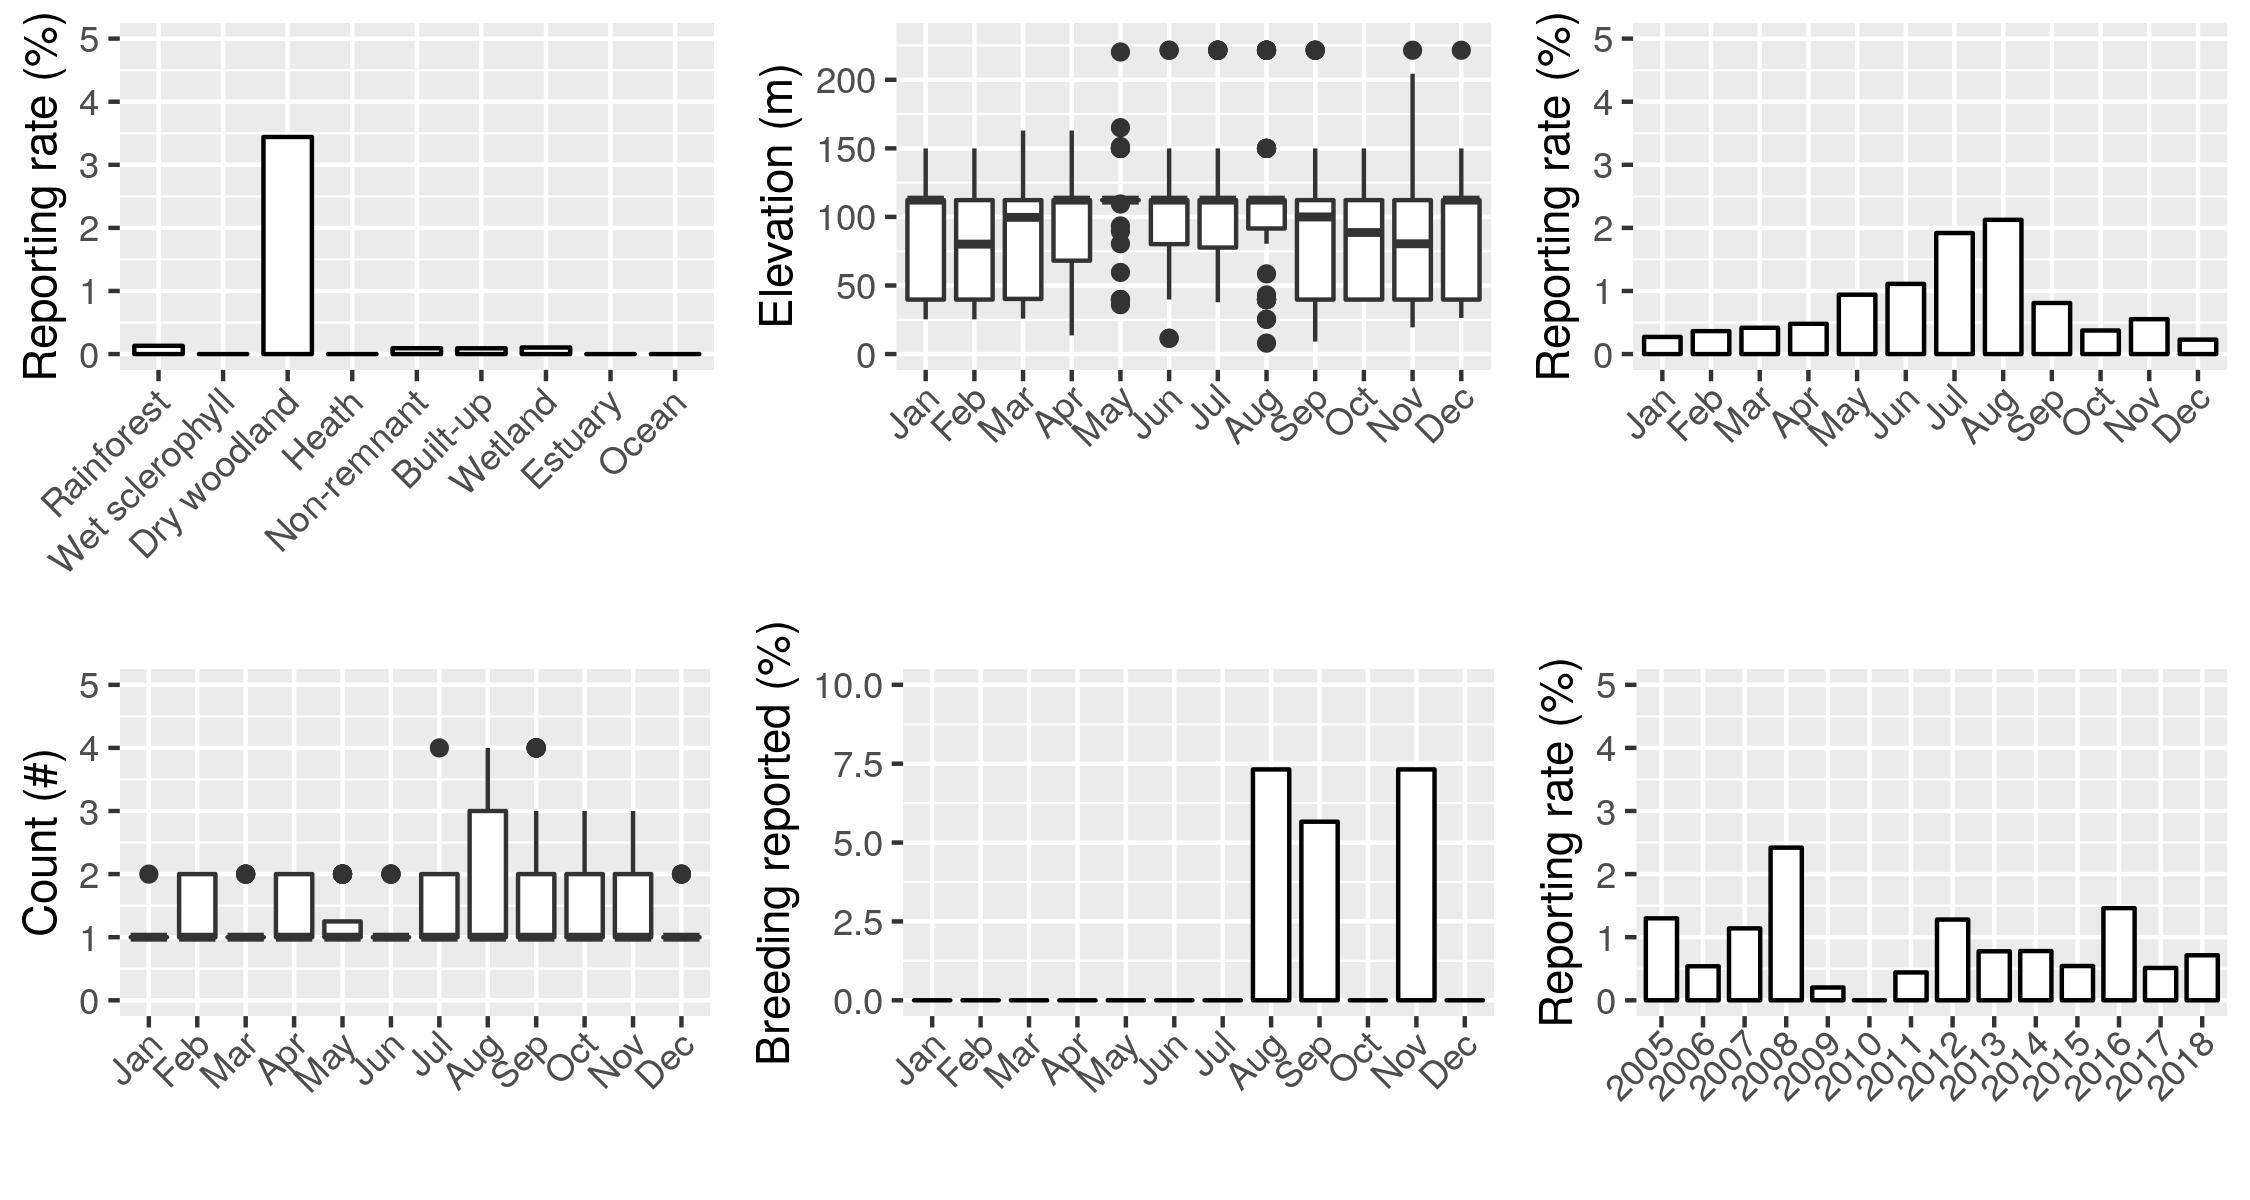 Reporting rate (%)
5
4
3
2
1
0
Rainforest
Wet sclerophyll
Dry woodland
Heath
Non-remnant
Built-up
Wetland
Estuary
Ocean
Elevation (m)
200
150
100
50
0
Jan
Feb
Mar
Apr
May
Jun
Jul
Aug
Sep
Oct
Nov
Dec
Reporting rate (%)
5
4
3
2
1
0
Jan
Feb
Mar
Apr
May
Jun
Jul
Aug
Sep
Oct
Nov
Dec
Count (#)
5
4
3
2
1
0
Jan
Feb
Mar
Apr
May
Jun
Jul
Aug
Sep
Oct
Nov
Dec
Breeding reported (%)
10.0
7.5
5.0
2.5
0.0
Jan
Feb
Mar
Apr
May
Jun
Jul
Aug
Sep
Oct
Nov
Dec
Reporting rate (%)
5
4
3
2
1
0
2005
2006
2007
2008
2009
2010
2011
2012
2013
2014
2015
2016
2017
2018